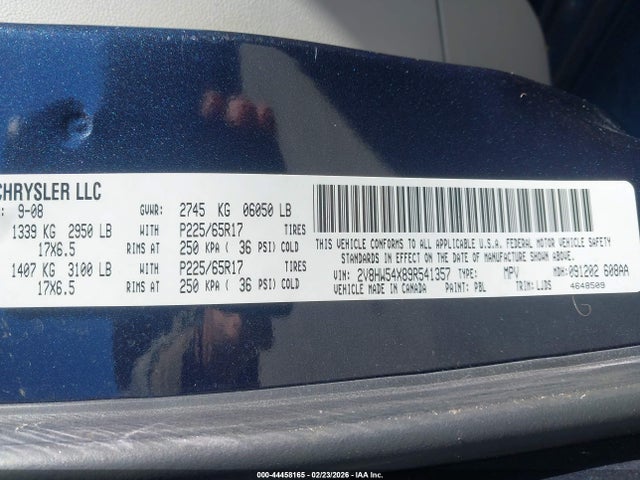 CHRYSLER LLC
: 9-08 GVWR: 2745 KG 06050 LB
1339 KG 2950 LB WITH P225/65R17 TIRES
17X6.5 RIMS AT 250 KPA ( 36 PSI) COLD
1407 KG 3100 LB WITH P225/65R17 TIRES
17X6.5 RIMS AT 250 KPA ( 36 PSI) COLD
THIS VEHICLE CONFORMS TO ALL APPLICABLE U.S.A. FEDERAL MOTOR VEHICLE SAFETY
STANDARDS IN EFFECT ON THE DATE OF MANUFACTURE SHOWN ABOVE
VIN: 2V8HW54X89R541357 TYPE: MPV MDH: 091202 608AA
VEHICLE MADE IN CANADA PAINT: PBL TRIM: 4648509
000-44458165 - 02/23/2026 - IAA Inc.